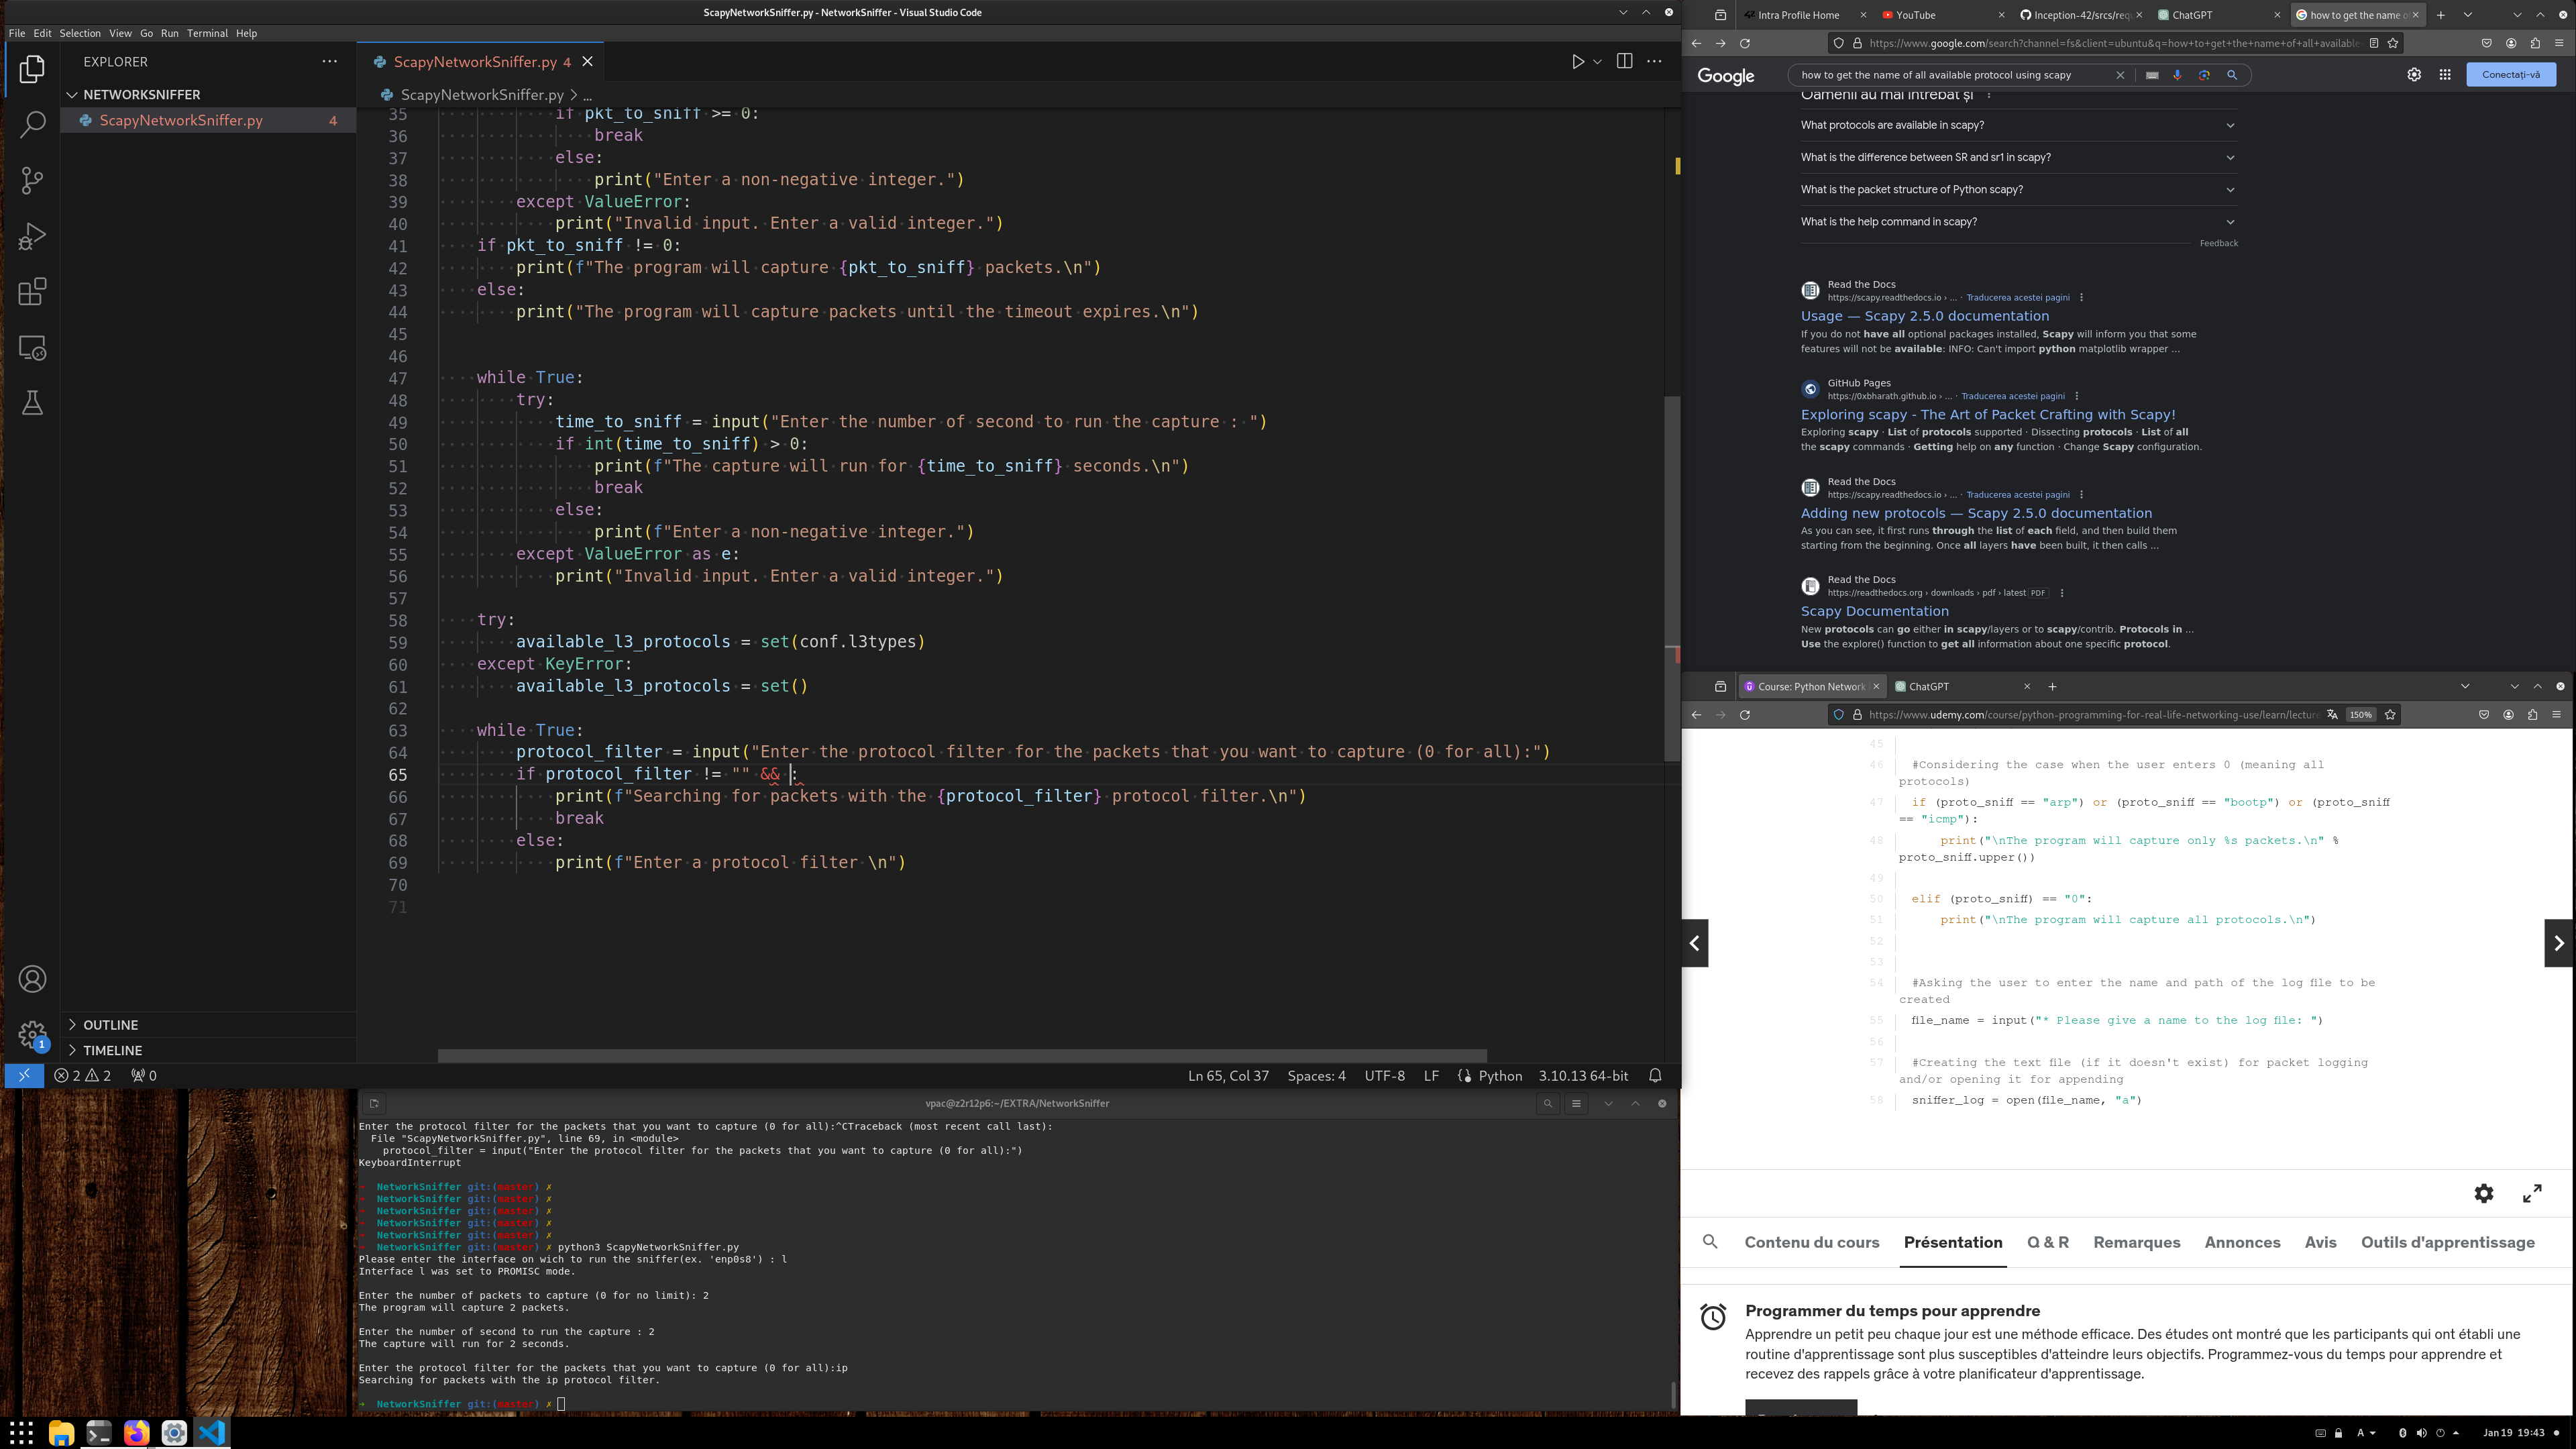 ScapyNetworkSniffer.py - NetworkSniffer - Visual Studio Code
File Edit Selection View Go Run Terminal Help
EXPLORER
NETWORKSNIFFER
ScapyNetworkSniffer.py 4
OUTLINE
TIMELINE
ScapyNetworkSniffer.py 4
ScapyNetworkSniffer.py > ...
35 if pkt_to_sniff >= 0:
36 break
37 else:
38 print("Enter a non-negative integer.")
39 except ValueError:
40 print("Invalid input. Enter a valid integer.")
41 if pkt_to_sniff != 0:
42 print(f"The program will capture {pkt_to_sniff} packets.\n")
43 else:
44 print("The program will capture packets until the timeout expires.\n")
45
46
47 while True:
48 try:
49 time_to_sniff = input("Enter the number of second to run the capture : ")
50 if int(time_to_sniff) > 0:
51 print(f"The capture will run for {time_to_sniff} seconds.\n")
52 break
53 else:
54 print(f"Enter a non-negative integer.")
55 except ValueError as e:
56 print("Invalid input. Enter a valid integer.")
57
58 try:
59 available_l3_protocols = set(conf.l3types)
60 except KeyError:
61 available_l3_protocols = set()
62
63 while True:
64 protocol_filter = input("Enter the protocol filter for the packets that you want to capture (0 for all):")
65 if protocol_filter != "" && :
66 print(f"Searching for packets with the {protocol_filter} protocol filter.\n")
67 break
68 else:
69 print(f"Enter a protocol filter \n")
70
71
1
2 2 0 Ln 65, Col 37 Spaces: 4 UTF-8 LF Python 3.10.13 64-bit
vpac@z2r12p6:~/EXTRA/NetworkSniffer
Enter the protocol filter for the packets that you want to capture (0 for all):^CTraceback (most recent call last):
File "ScapyNetworkSniffer.py", line 69, in <module>
protocol_filter = input("Enter the protocol filter for the packets that you want to capture (0 for all):")
KeyboardInterrupt
NetworkSniffer git:(master) ✗
NetworkSniffer git:(master) ✗
NetworkSniffer git:(master) ✗
NetworkSniffer git:(master) ✗
NetworkSniffer git:(master) ✗
NetworkSniffer git:(master) ✗ python3 ScapyNetworkSniffer.py
Please enter the interface on wich to run the sniffer(ex. 'enp0s8') : l
Interface l was set to PROMISC mode.
Enter the number of packets to capture (0 for no limit): 2
The program will capture 2 packets.
Enter the number of second to run the capture : 2
The capture will run for 2 seconds.
Enter the protocol filter for the packets that you want to capture (0 for all):ip
Searching for packets with the ip protocol filter.
NetworkSniffer git:(master) ✗
Intra Profile Home YouTube Inception-42/srcs/req ChatGPT how to get the name o
https://www.google.com/search?channel=fs&client=ubuntu&q=how+to+get+the+name+of+all+available
Google how to get the name of all available protocol using scapy Conectați-vă
Oamenii au mai întrebat și
What protocols are available in scapy?
What is the difference between SR and sr1 in scapy?
What is the packet structure of Python scapy?
What is the help command in scapy?
Feedback
Read the Docs
https://scapy.readthedocs.io › ... · Traducerea acestei pagini
Usage — Scapy 2.5.0 documentation
If you do not have all optional packages installed, Scapy will inform you that some
features will not be available: INFO: Can't import python matplotlib wrapper ...
GitHub Pages
https://0xbharath.github.io › ... · Traducerea acestei pagini
Exploring scapy - The Art of Packet Crafting with Scapy!
Exploring scapy · List of protocols supported · Dissecting protocols · List of all
the scapy commands · Getting help on any function · Change Scapy configuration.
Read the Docs
https://scapy.readthedocs.io › ... · Traducerea acestei pagini
Adding new protocols — Scapy 2.5.0 documentation
As you can see, it first runs through the list of each field, and then build them
starting from the beginning. Once all layers have been built, it then calls ...
Read the Docs
https://readthedocs.org › downloads › pdf › latest PDF
Scapy Documentation
New protocols can go either in scapy/layers or to scapy/contrib. Protocols in ...
Use the explore() function to get all information about one specific protocol.
Course: Python Network ChatGPT
https://www.udemy.com/course/python-programming-for-real-life-networking-use/learn/lecture 150%
45
46 #Considering the case when the user enters 0 (meaning all
protocols)
47 if (proto_sniff == "arp") or (proto_sniff == "bootp") or (proto_sniff
== "icmp"):
48 print("\nThe program will capture only %s packets.\n" %
proto_sniff.upper())
49
50 elif (proto_sniff) == "0":
51 print("\nThe program will capture all protocols.\n")
52
53
54 #Asking the user to enter the name and path of the log file to be
created
55 file_name = input("* Please give a name to the log file: ")
56
57 #Creating the text file (if it doesn't exist) for packet logging
and/or opening it for appending
58 sniffer_log = open(file_name, "a")
Contenu du cours Présentation Q & R Remarques Annonces Avis Outils d'apprentissage
Programmer du temps pour apprendre
Apprendre un petit peu chaque jour est une méthode efficace. Des études ont montré que les participants qui ont établi une
routine d'apprentissage sont plus susceptibles d'atteindre leurs objectifs. Programmez-vous du temps pour apprendre et
recevez des rappels grâce à votre planificateur d'apprentissage.
A Jan 19 19:43